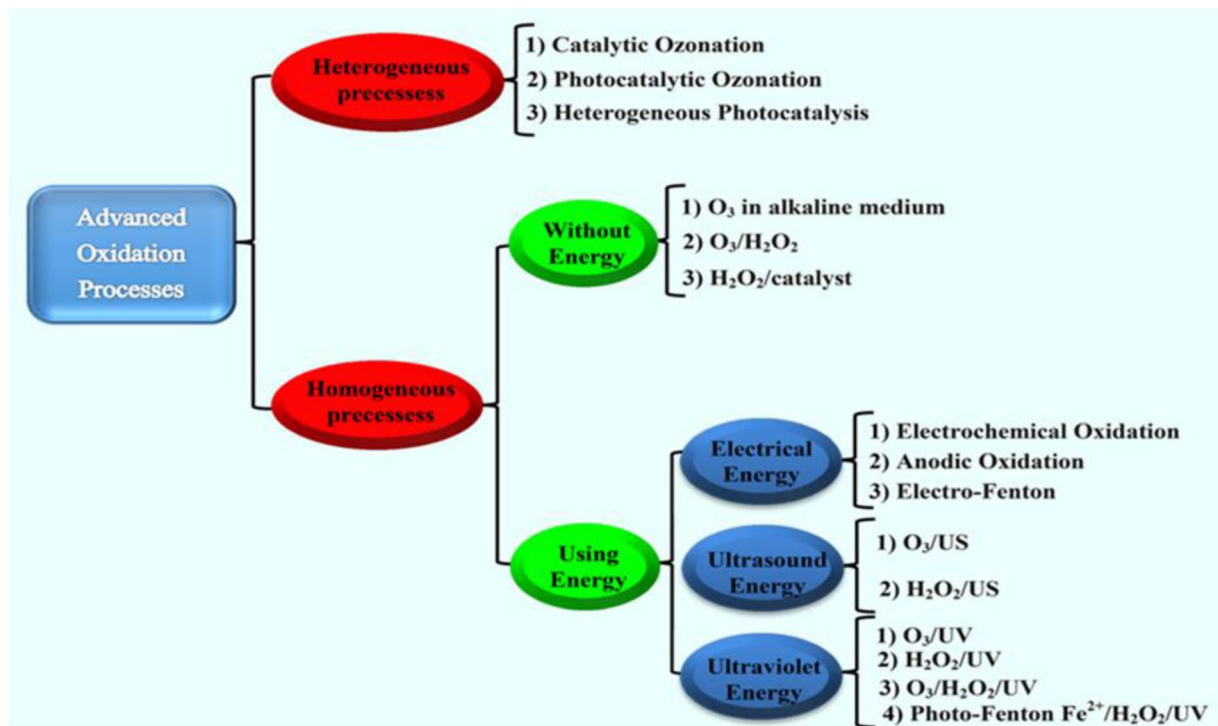 Heterogeneous
precessess
1) Catalytic Ozonation
2) Photocatalytic Ozonation
3) Heterogeneous Photocatalysis
Advanced
Oxidation
Processes
Without
Energy
1) O₃ in alkaline medium
2) O₃/H₂O₂
3) H₂O₂/catalyst
Homogeneous
precessess
Using
Energy
Electrical
Energy
1) Electrochemical Oxidation
2) Anodic Oxidation
3) Electro-Fenton
Ultrasound
Energy
1) O₃/US
2) H₂O₂/US
Ultraviolet
Energy
1) O₃/UV
2) H₂O₂/UV
3) O₃/H₂O₂/UV
4) Photo-Fenton Fe²⁺/H₂O₂/UV